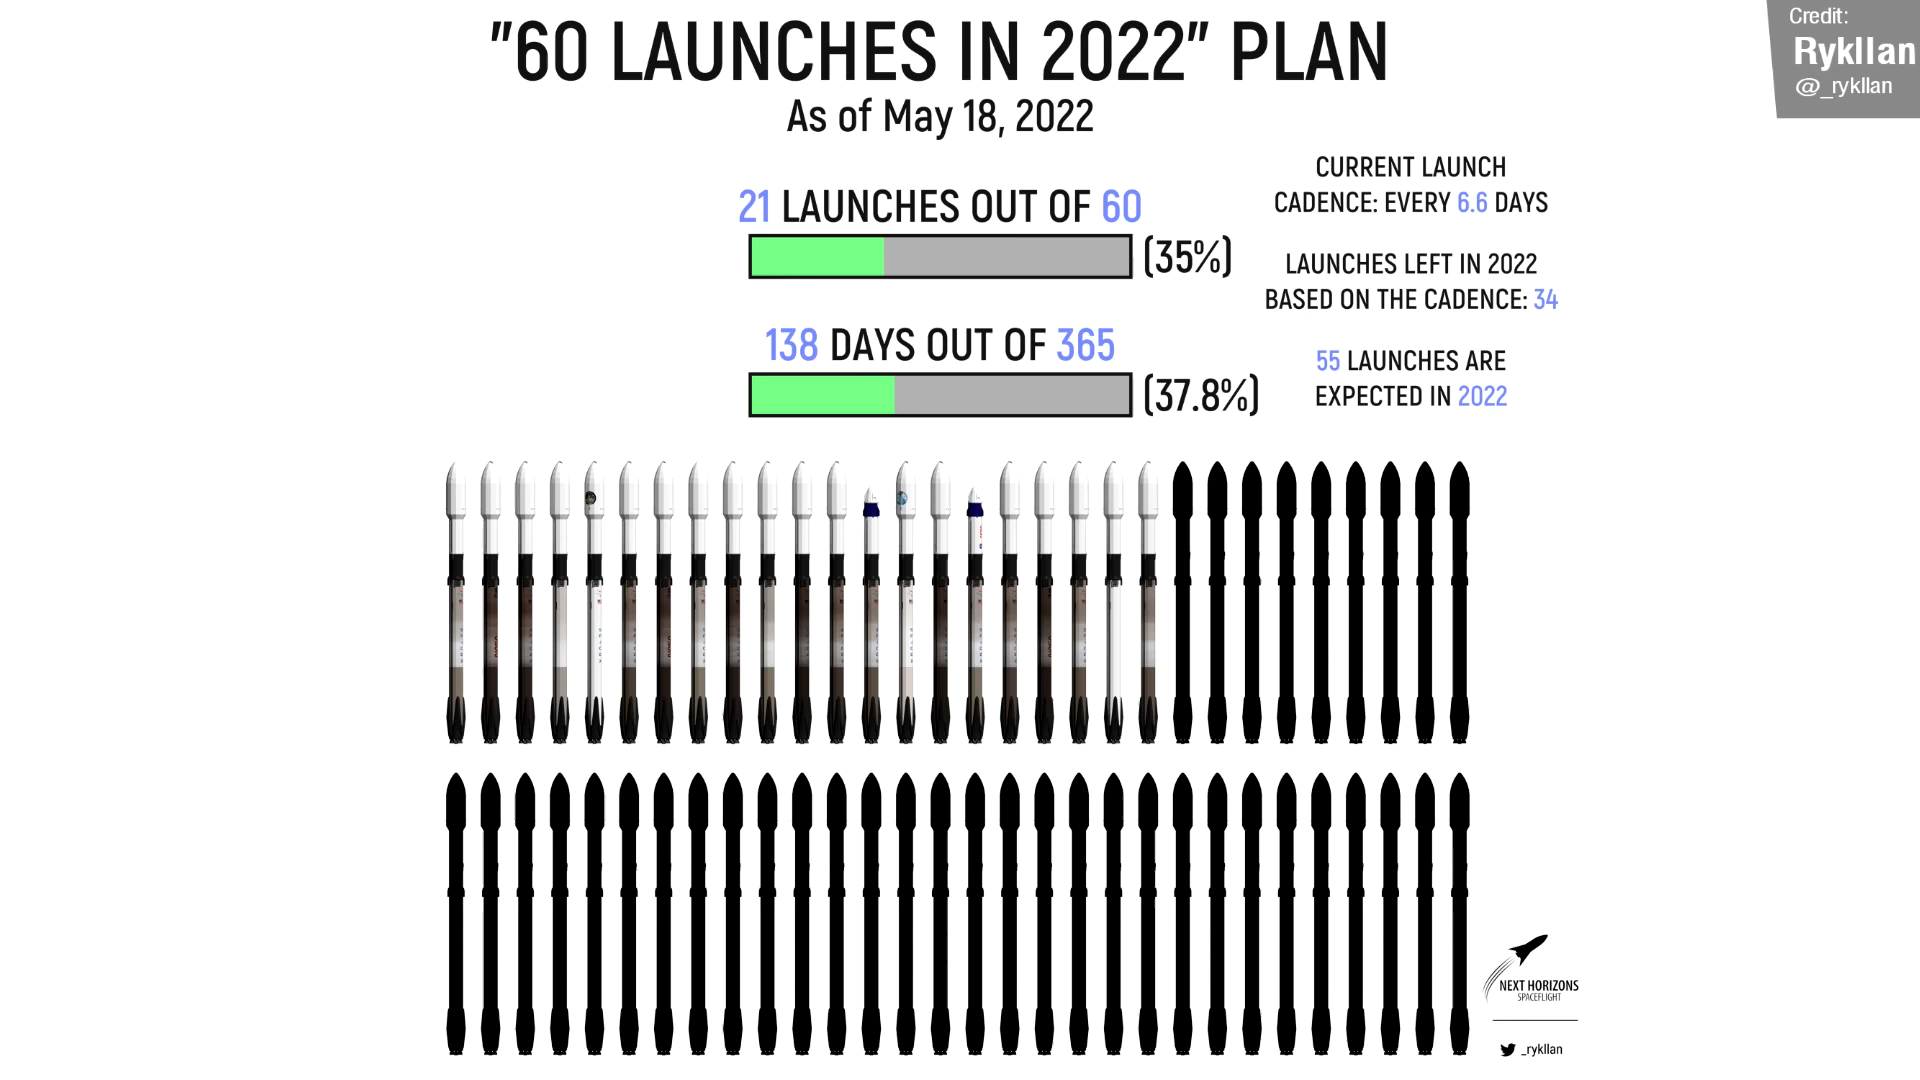 "60 LAUNCHES IN 2022" PLAN
As of May 18, 2022
Credit:
Rykllan
@_rykllan
21 LAUNCHES OUT OF 60
(35%)
138 DAYS OUT OF 365
(37.8%)
CURRENT LAUNCH
CADENCE: EVERY 6.6 DAYS
LAUNCHES LEFT IN 2022
BASED ON THE CADENCE: 34
55 LAUNCHES ARE
EXPECTED IN 2022
NEXT HORIZONS
SPACEFLIGHT
_rykllan